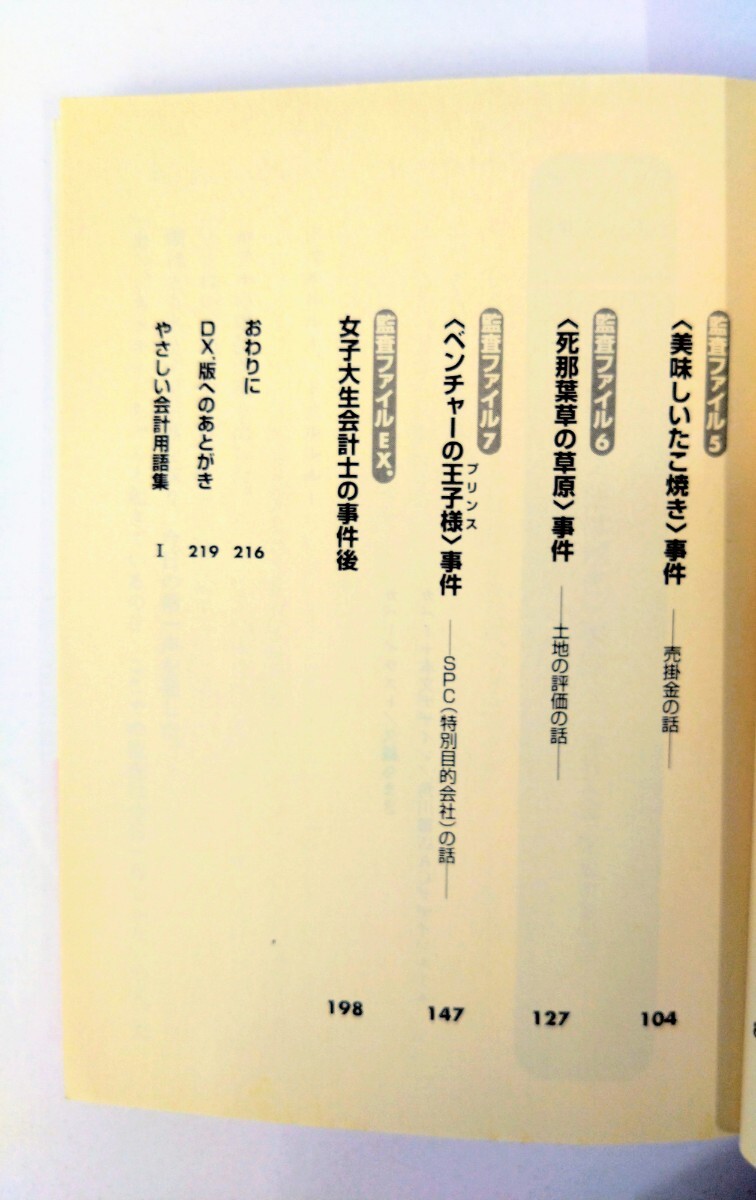 監査ファイル5
〈美味しいたこ焼き〉事件 ――売掛金の話―― 104
監査ファイル6
〈死那葉草の草原〉事件 ――土地の評価の話―― 127
監査ファイル7
〈ベンチャーの王子様〉事件 ――SPC(特別目的会社)の話―― 147
プリンス
監査ファイルEX.
女子大生会計士の事件後 198
おわりに 216
DX.版へのあとがき 219
やさしい会計用語集 I